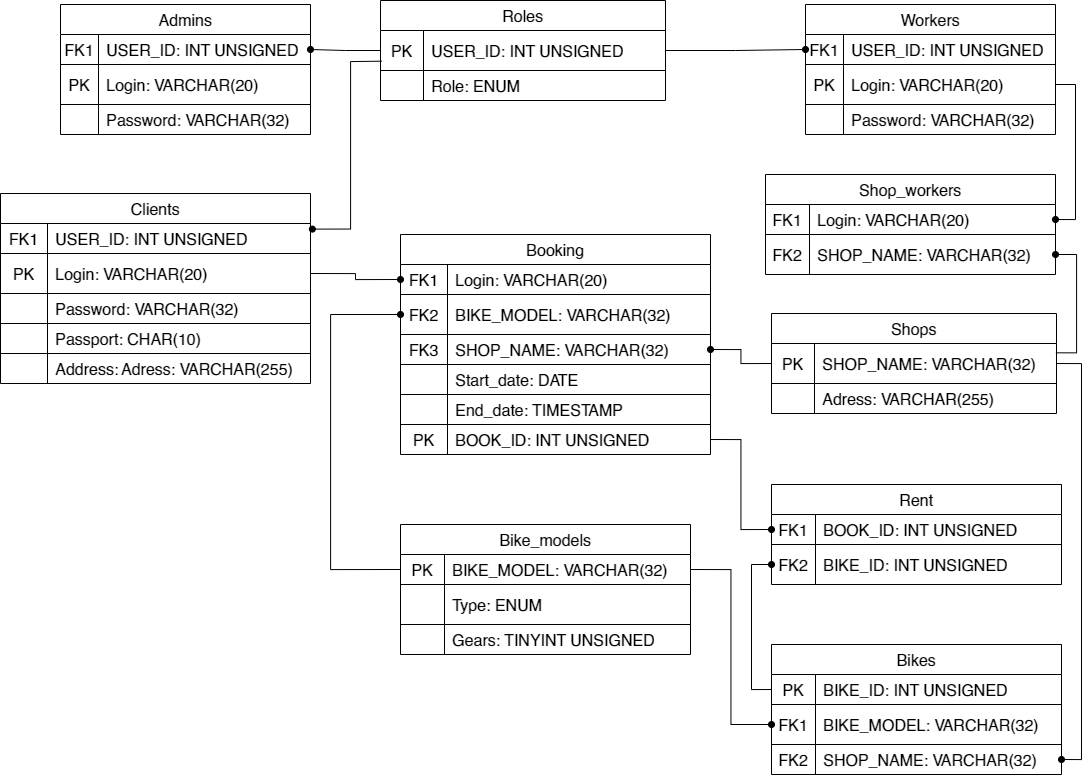 Admins
FK1 USER_ID: INT UNSIGNED
PK Login: VARCHAR(20)
Password: VARCHAR(32)
Roles
PK USER_ID: INT UNSIGNED
Role: ENUM
Workers
FK1 USER_ID: INT UNSIGNED
PK Login: VARCHAR(20)
Password: VARCHAR(32)
Clients
FK1 USER_ID: INT UNSIGNED
PK Login: VARCHAR(20)
Password: VARCHAR(32)
Passport: CHAR(10)
Address: Adress: VARCHAR(255)
Booking
FK1 Login: VARCHAR(20)
FK2 BIKE_MODEL: VARCHAR(32)
FK3 SHOP_NAME: VARCHAR(32)
Start_date: DATE
End_date: TIMESTAMP
PK BOOK_ID: INT UNSIGNED
Shop_workers
FK1 Login: VARCHAR(20)
FK2 SHOP_NAME: VARCHAR(32)
Shops
PK SHOP_NAME: VARCHAR(32)
Adress: VARCHAR(255)
Bike_models
PK BIKE_MODEL: VARCHAR(32)
Type: ENUM
Gears: TINYINT UNSIGNED
Rent
FK1 BOOK_ID: INT UNSIGNED
FK2 BIKE_ID: INT UNSIGNED
Bikes
PK BIKE_ID: INT UNSIGNED
FK1 BIKE_MODEL: VARCHAR(32)
FK2 SHOP_NAME: VARCHAR(32)